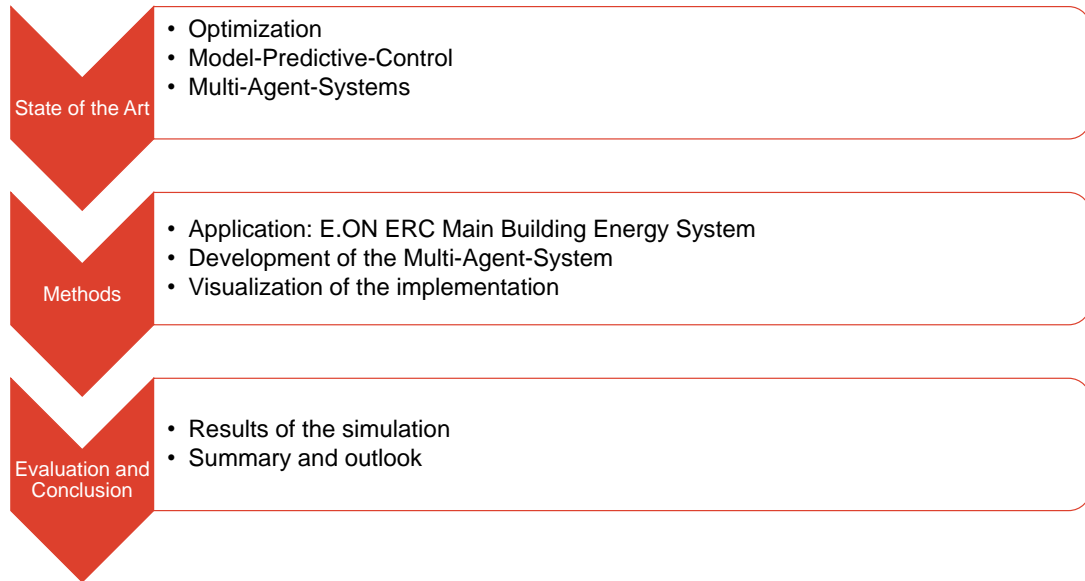 State of the Art
• Optimization
• Model-Predictive-Control
• Multi-Agent-Systems
Methods
• Application: E.ON ERC Main Building Energy System
• Development of the Multi-Agent-System
• Visualization of the implementation
Evaluation and
Conclusion
• Results of the simulation
• Summary and outlook